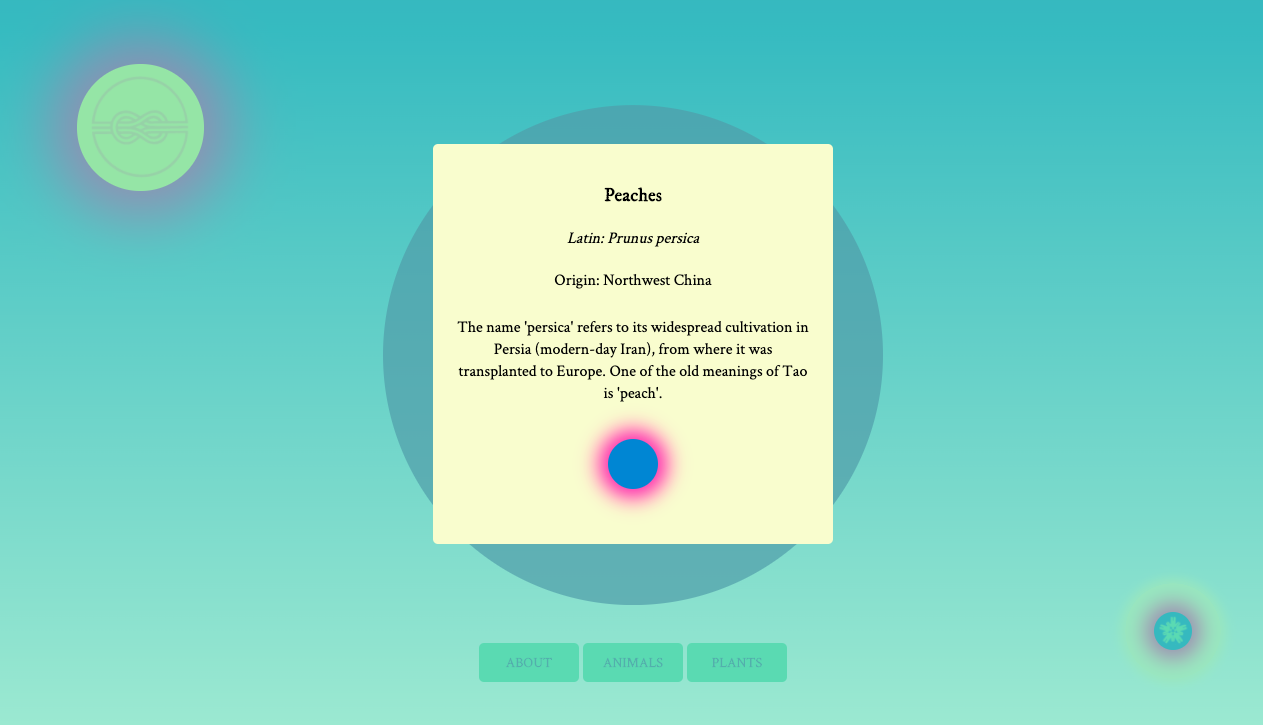 Peaches
Latin: Prunus persica
Origin: Northwest China
The name 'persica' refers to its widespread cultivation in
Persia (modern-day Iran), from where it was
transplanted to Europe. One of the old meanings of Tao
is 'peach'.
ABOUT
ANIMALS
PLANTS